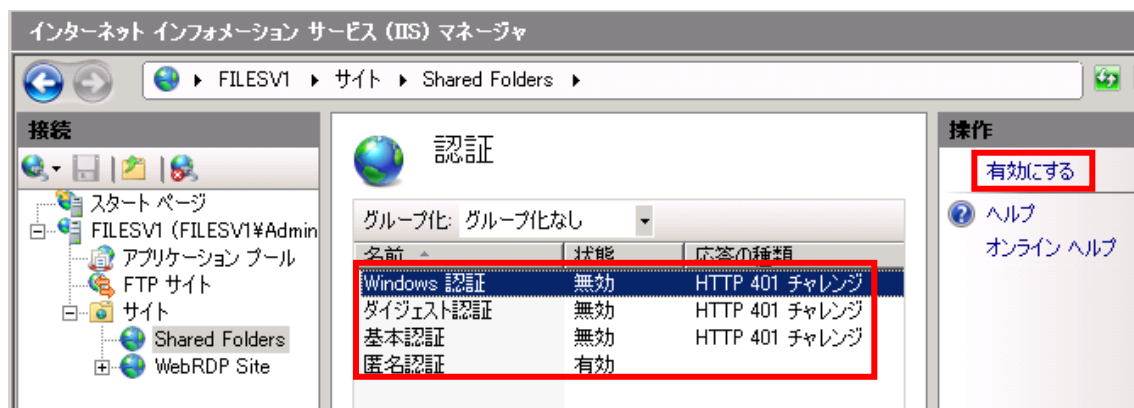 インターネット インフォメーション サービス (IIS) マネージャ
FILESV1 サイト Shared Folders
接続
スタート ページ
FILESV1 (FILESV1¥Admin
アプリケーション プール
FTP サイト
サイト
Shared Folders
WebRDP Site
認証
グループ化: グループ化なし
名前 状態 応答の種類
Windows 認証 無効 HTTP 401 チャレンジ
ダイジェスト認証 無効 HTTP 401 チャレンジ
基本認証 無効 HTTP 401 チャレンジ
匿名認証 有効
操作
有効にする
ヘルプ
オンライン ヘルプ